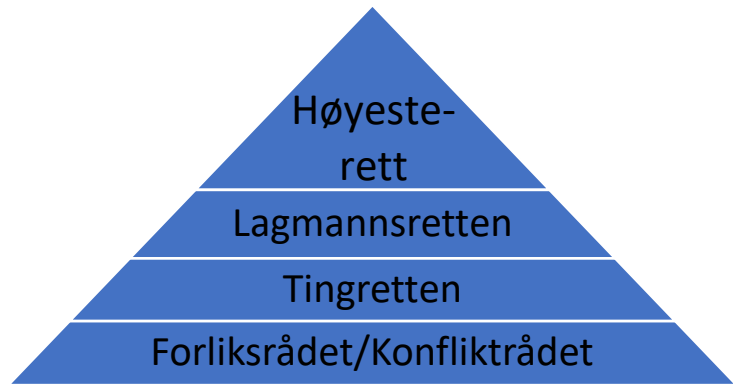 Høyeste-
rett
Lagmannsretten
Tingretten
Forliksrådet/Konfliktrådet